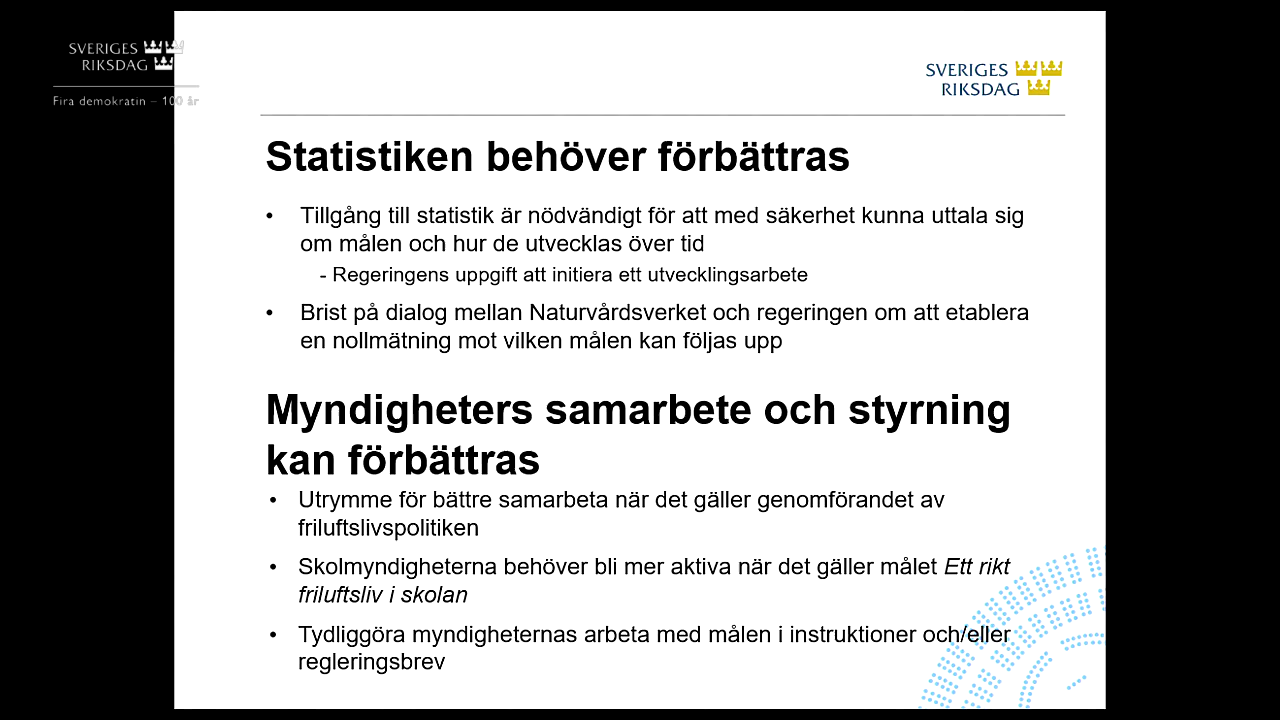 SVERIGES
RIKSDAG
Fira demokratin – 100 år
SVERIGES
RIKSDAG
Statistiken behöver förbättras
• Tillgång till statistik är nödvändigt för att med säkerhet kunna uttala sig
om målen och hur de utvecklas över tid
- Regeringens uppgift att initiera ett utvecklingsarbete
• Brist på dialog mellan Naturvårdsverket och regeringen om att etablera
en nollmätning mot vilken målen kan följas upp
Myndigheters samarbete och styrning
kan förbättras
• Utrymme för bättre samarbeta när det gäller genomförandet av
friluftslivspolitiken
• Skolmyndigheterna behöver bli mer aktiva när det gäller målet Ett rikt
friluftsliv i skolan
• Tydliggöra myndigheternas arbeta med målen i instruktioner och/eller
regleringsbrev